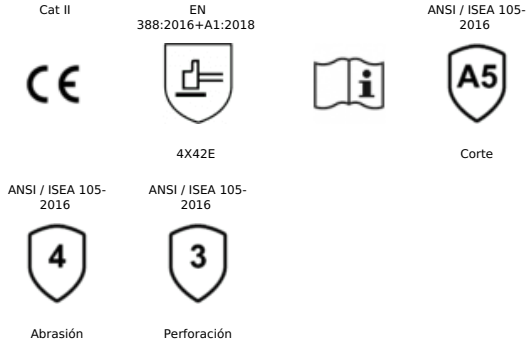 Cat II
EN
388:2016+A1:2018
ANSI / ISEA 105-
2016
CE
i
A5
4X42E
Corte
ANSI / ISEA 105-
2016
ANSI / ISEA 105-
2016
4
3
Abrasión
Perforación